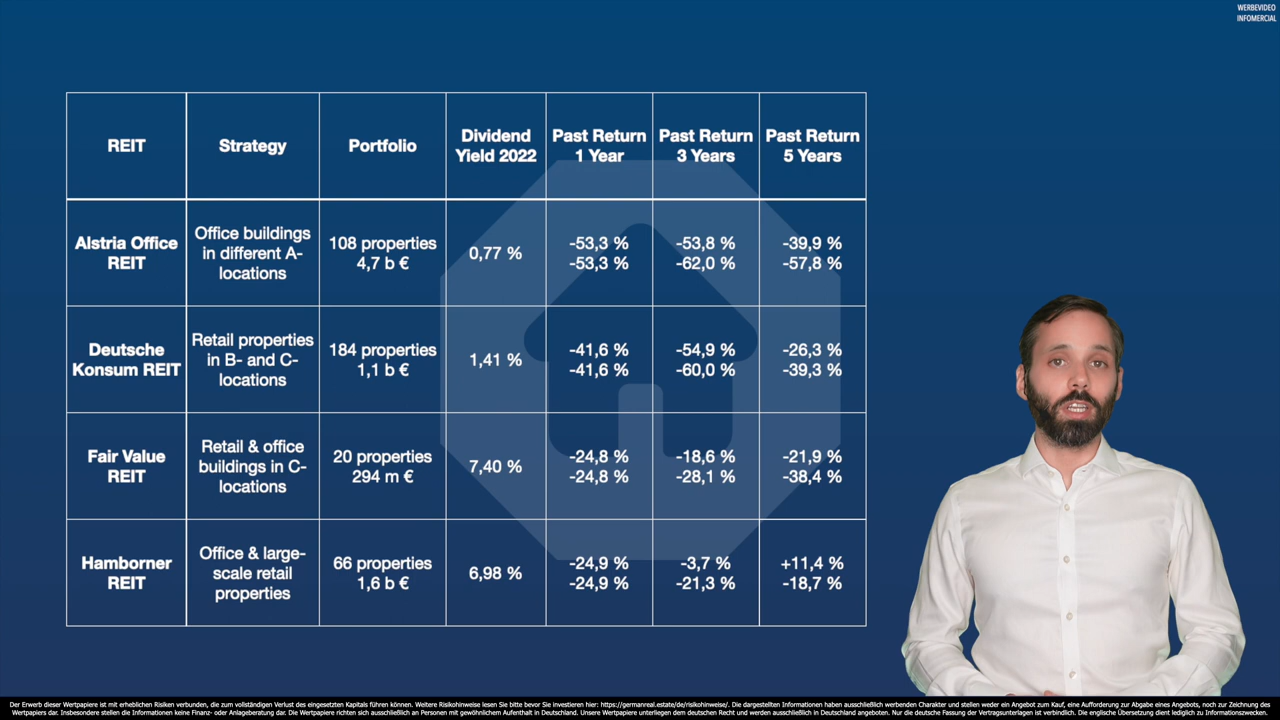 WERBEVIDEO
INFOMERCIAL
REIT
Strategy
Portfolio
Dividend
Yield 2022
Past Return
1 Year
Past Return
3 Years
Past Return
5 Years
Alstria Office
REIT
Office buildings
in different A-
locations
108 properties
4,7 b €
0,77 %
-53,3 %
-53,3 %
-53,8 %
-62,0 %
-39,9 %
-57,8 %
Deutsche
Konsum REIT
Retail properties
in B- and C-
locations
184 properties
1,1 b €
1,41 %
-41,6 %
-41,6 %
-54,9 %
-60,0 %
-26,3 %
-39,3 %
Fair Value
REIT
Retail & office
buildings in C-
locations
20 properties
294 m €
7,40 %
-24,8 %
-24,8 %
-18,6 %
-28,1 %
-21,9 %
-38,4 %
Hamborner
REIT
Office & large-
scale retail
properties
66 properties
1,6 b €
6,98 %
-24,9 %
-24,9 %
-3,7 %
-21,3 %
+11,4 %
-18,7 %
Der Erwerb dieser Wertpapiere ist mit erheblichen Risiken verbunden, die zum vollständigen Verlust des eingesetzten Kapitals führen können. Weitere Risikohinweise lesen Sie bitte bevor Sie investieren hier: https://germanreal.estate/de/risikohinweise/. Die dargestellten Informationen haben ausschließlich werbenden Charakter und stellen weder ein Angebot zum Kauf, eine Aufforderung zur Abgabe eines Angebots, noch zur Zeichnung des
Wertpapiers dar. Insbesondere stellen die Informationen keine Finanz- oder Anlageberatung dar. Die Wertpapiere richten sich ausschließlich an Personen mit gewöhnlichem Aufenthalt in Deutschland. Unsere Wertpapiere unterliegen dem deutschen Recht und werden ausschließlich in Deutschland angeboten. Nur die deutsche Fassung der Vertragsunterlagen ist verbindlich. Die englische Übersetzung dient lediglich zu Informationszwecken.